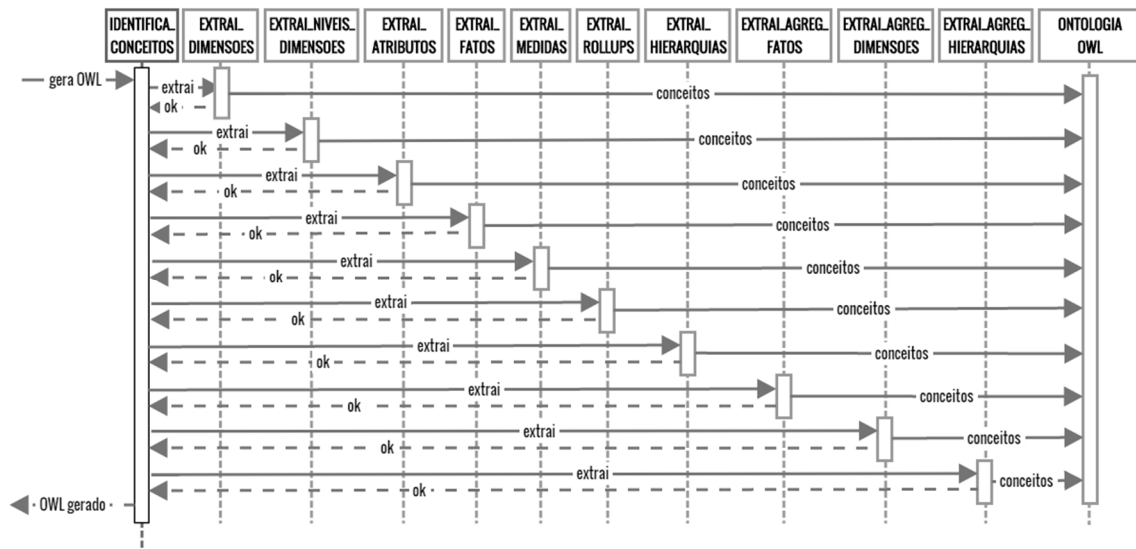 IDENTIFICA_
CONCEITOS
EXTRAI_
DIMENSOES
EXTRAI_NIVEIS_
DIMENSOES
EXTRAI_
ATRIBUTOS
EXTRAI_
FATOS
EXTRAI_
MEDIDAS
EXTRAI_
ROLLUPS
EXTRAI_
HIERARQUIAS
EXTRAI_AGREG_
FATOS
EXTRAI_AGREG_
DIMENSOES
EXTRAI_AGREG_
HIERARQUIAS
ONTOLOGIA
OWL
gera OWL
extrai
conceitos
ok
extrai
conceitos
ok
extrai
conceitos
ok
extrai
conceitos
ok
extrai
conceitos
ok
extrai
conceitos
ok
extrai
conceitos
ok
extrai
conceitos
ok
extrai
conceitos
ok
extrai
conceitos
ok
OWL gerado